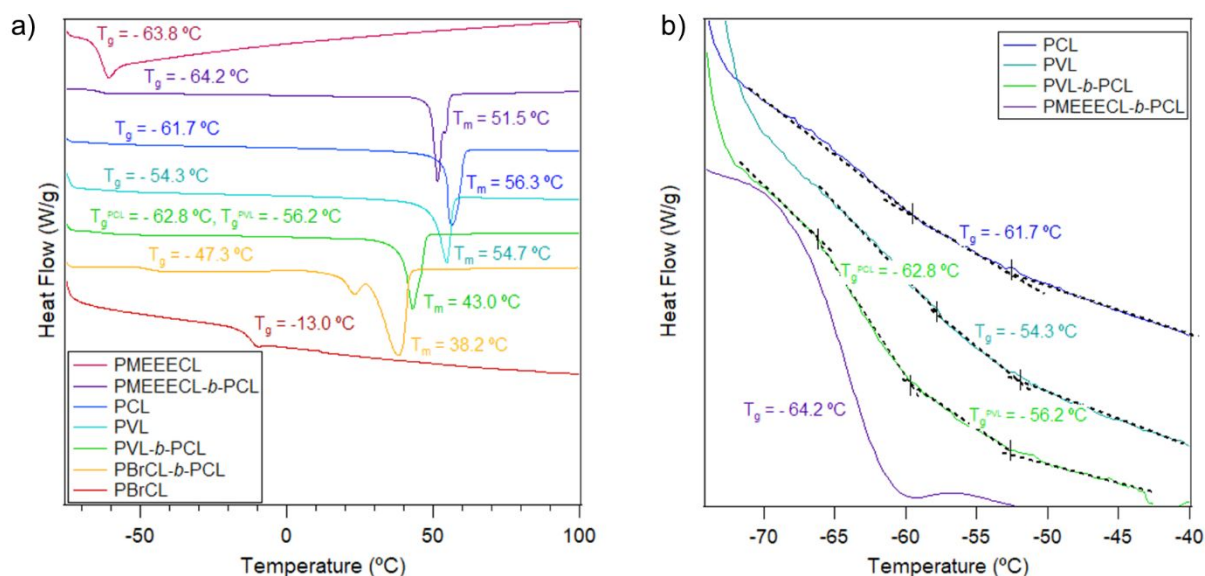 a)
Tg = - 63.8 ºC
Tg = - 64.2 ºC
Tm = 51.5 ºC
Tg = - 61.7 ºC
Tm = 56.3 ºC
Tg = - 54.3 ºC
TgPCL = - 62.8 ºC, TgPVL = - 56.2 ºC
Tm = 54.7 ºC
Tg = - 47.3 ºC
Tm = 43.0 ºC
Tg = -13.0 ºC
Tm = 38.2 ºC
PMEEECL
PMEEECL-b-PCL
PCL
PVL
PVL-b-PCL
PBrCL-b-PCL
PBrCL
Heat Flow (W/g)
-50 0 50 100
Temperature (ºC)
b)
PCL
PVL
PVL-b-PCL
PMEEECL-b-PCL
Tg = - 61.7 ºC
TgPCL = - 62.8 ºC
Tg = - 54.3 ºC
Tg = - 64.2 ºC
TgPVL = - 56.2 ºC
Heat Flow (W/g)
-70 -60 -50 -40
Temperature (ºC)